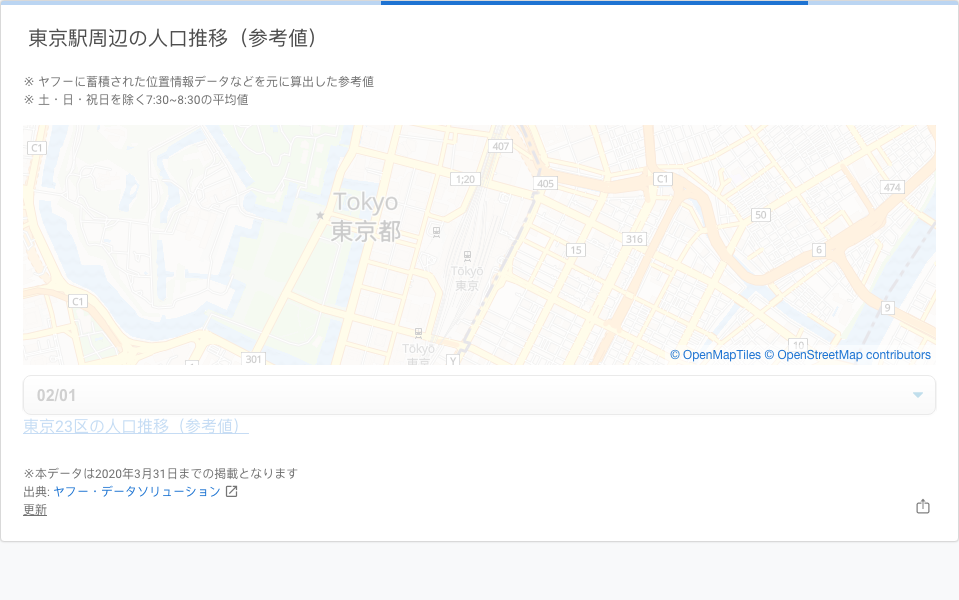 東京駅周辺の人口推移（参考値）
※ ヤフーに蓄積された位置情報データなどを元に算出した参考値
※ 土・日・祝日を除く7:30~8:30の平均値
C1
407
1;20
405
C1
474
Tokyo
東京都
50
316
15
6
Tōkyō
東京
C1
9
10
Tōkyō
東京
301
Y
© OpenMapTiles © OpenStreetMap contributors
02/01
東京23区の人口推移（参考値）
※本データは2020年3月31日までの掲載となります
出典: ヤフー・データソリューション
更新